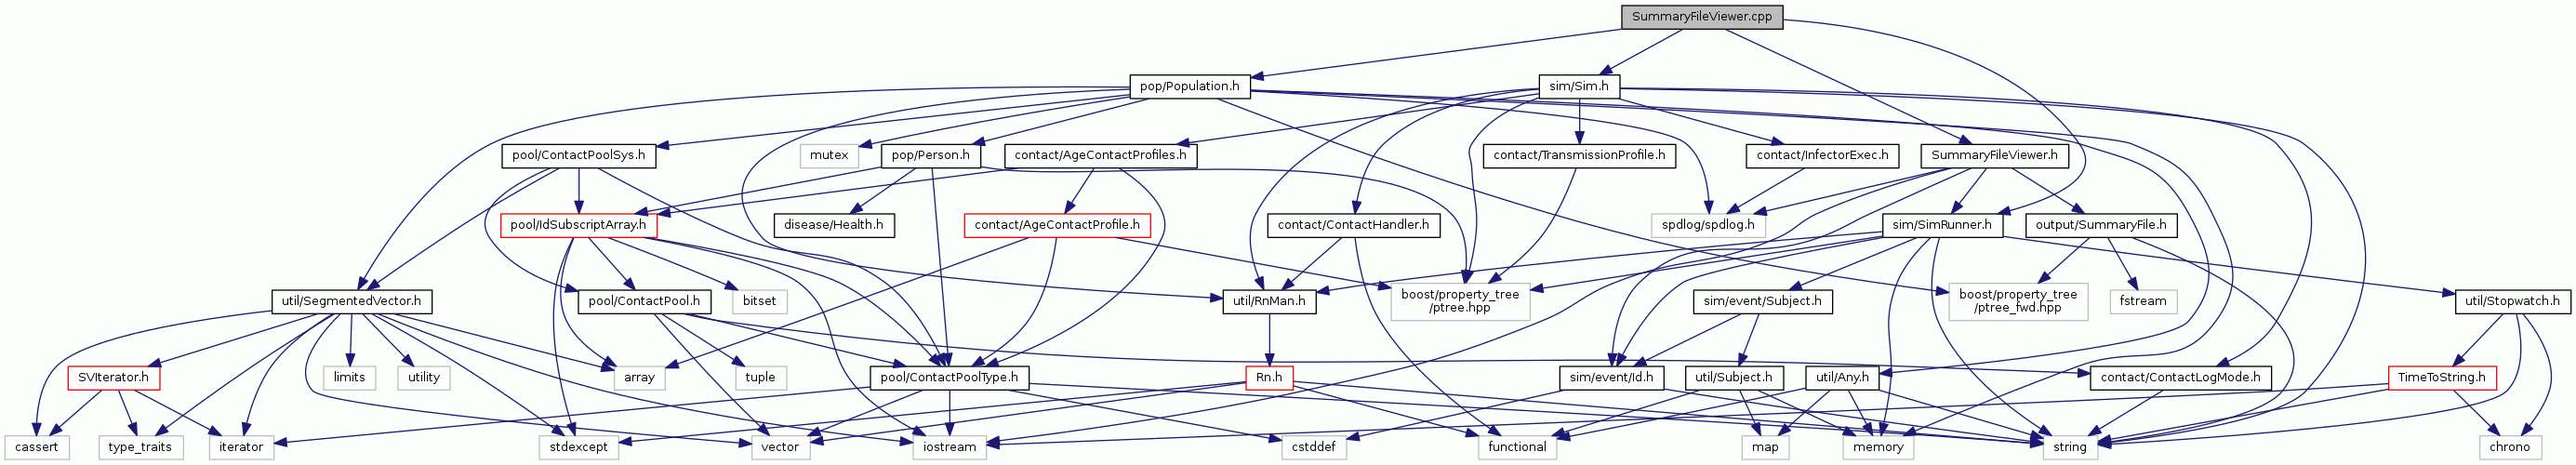 SummaryFileViewer.cpp
pop/Population.h
sim/Sim.h
pool/ContactPoolSys.h
mutex
pop/Person.h
contact/AgeContactProfiles.h
contact/TransmissionProfile.h
contact/InfectorExec.h
SummaryFileViewer.h
pool/IdSubscriptArray.h
disease/Health.h
contact/AgeContactProfile.h
contact/ContactHandler.h
spdlog/spdlog.h
sim/SimRunner.h
output/SummaryFile.h
util/SegmentedVector.h
pool/ContactPool.h
bitset
util/RnMan.h
boost/property_tree
/ptree.hpp
sim/event/Subject.h
boost/property_tree
/ptree_fwd.hpp
fstream
util/Stopwatch.h
SVIterator.h
limits
utility
array
tuple
pool/ContactPoolType.h
Rn.h
sim/event/Id.h
util/Subject.h
util/Any.h
contact/ContactLogMode.h
TimeToString.h
cassert
type_traits
iterator
stdexcept
vector
iostream
cstddef
functional
map
memory
string
chrono